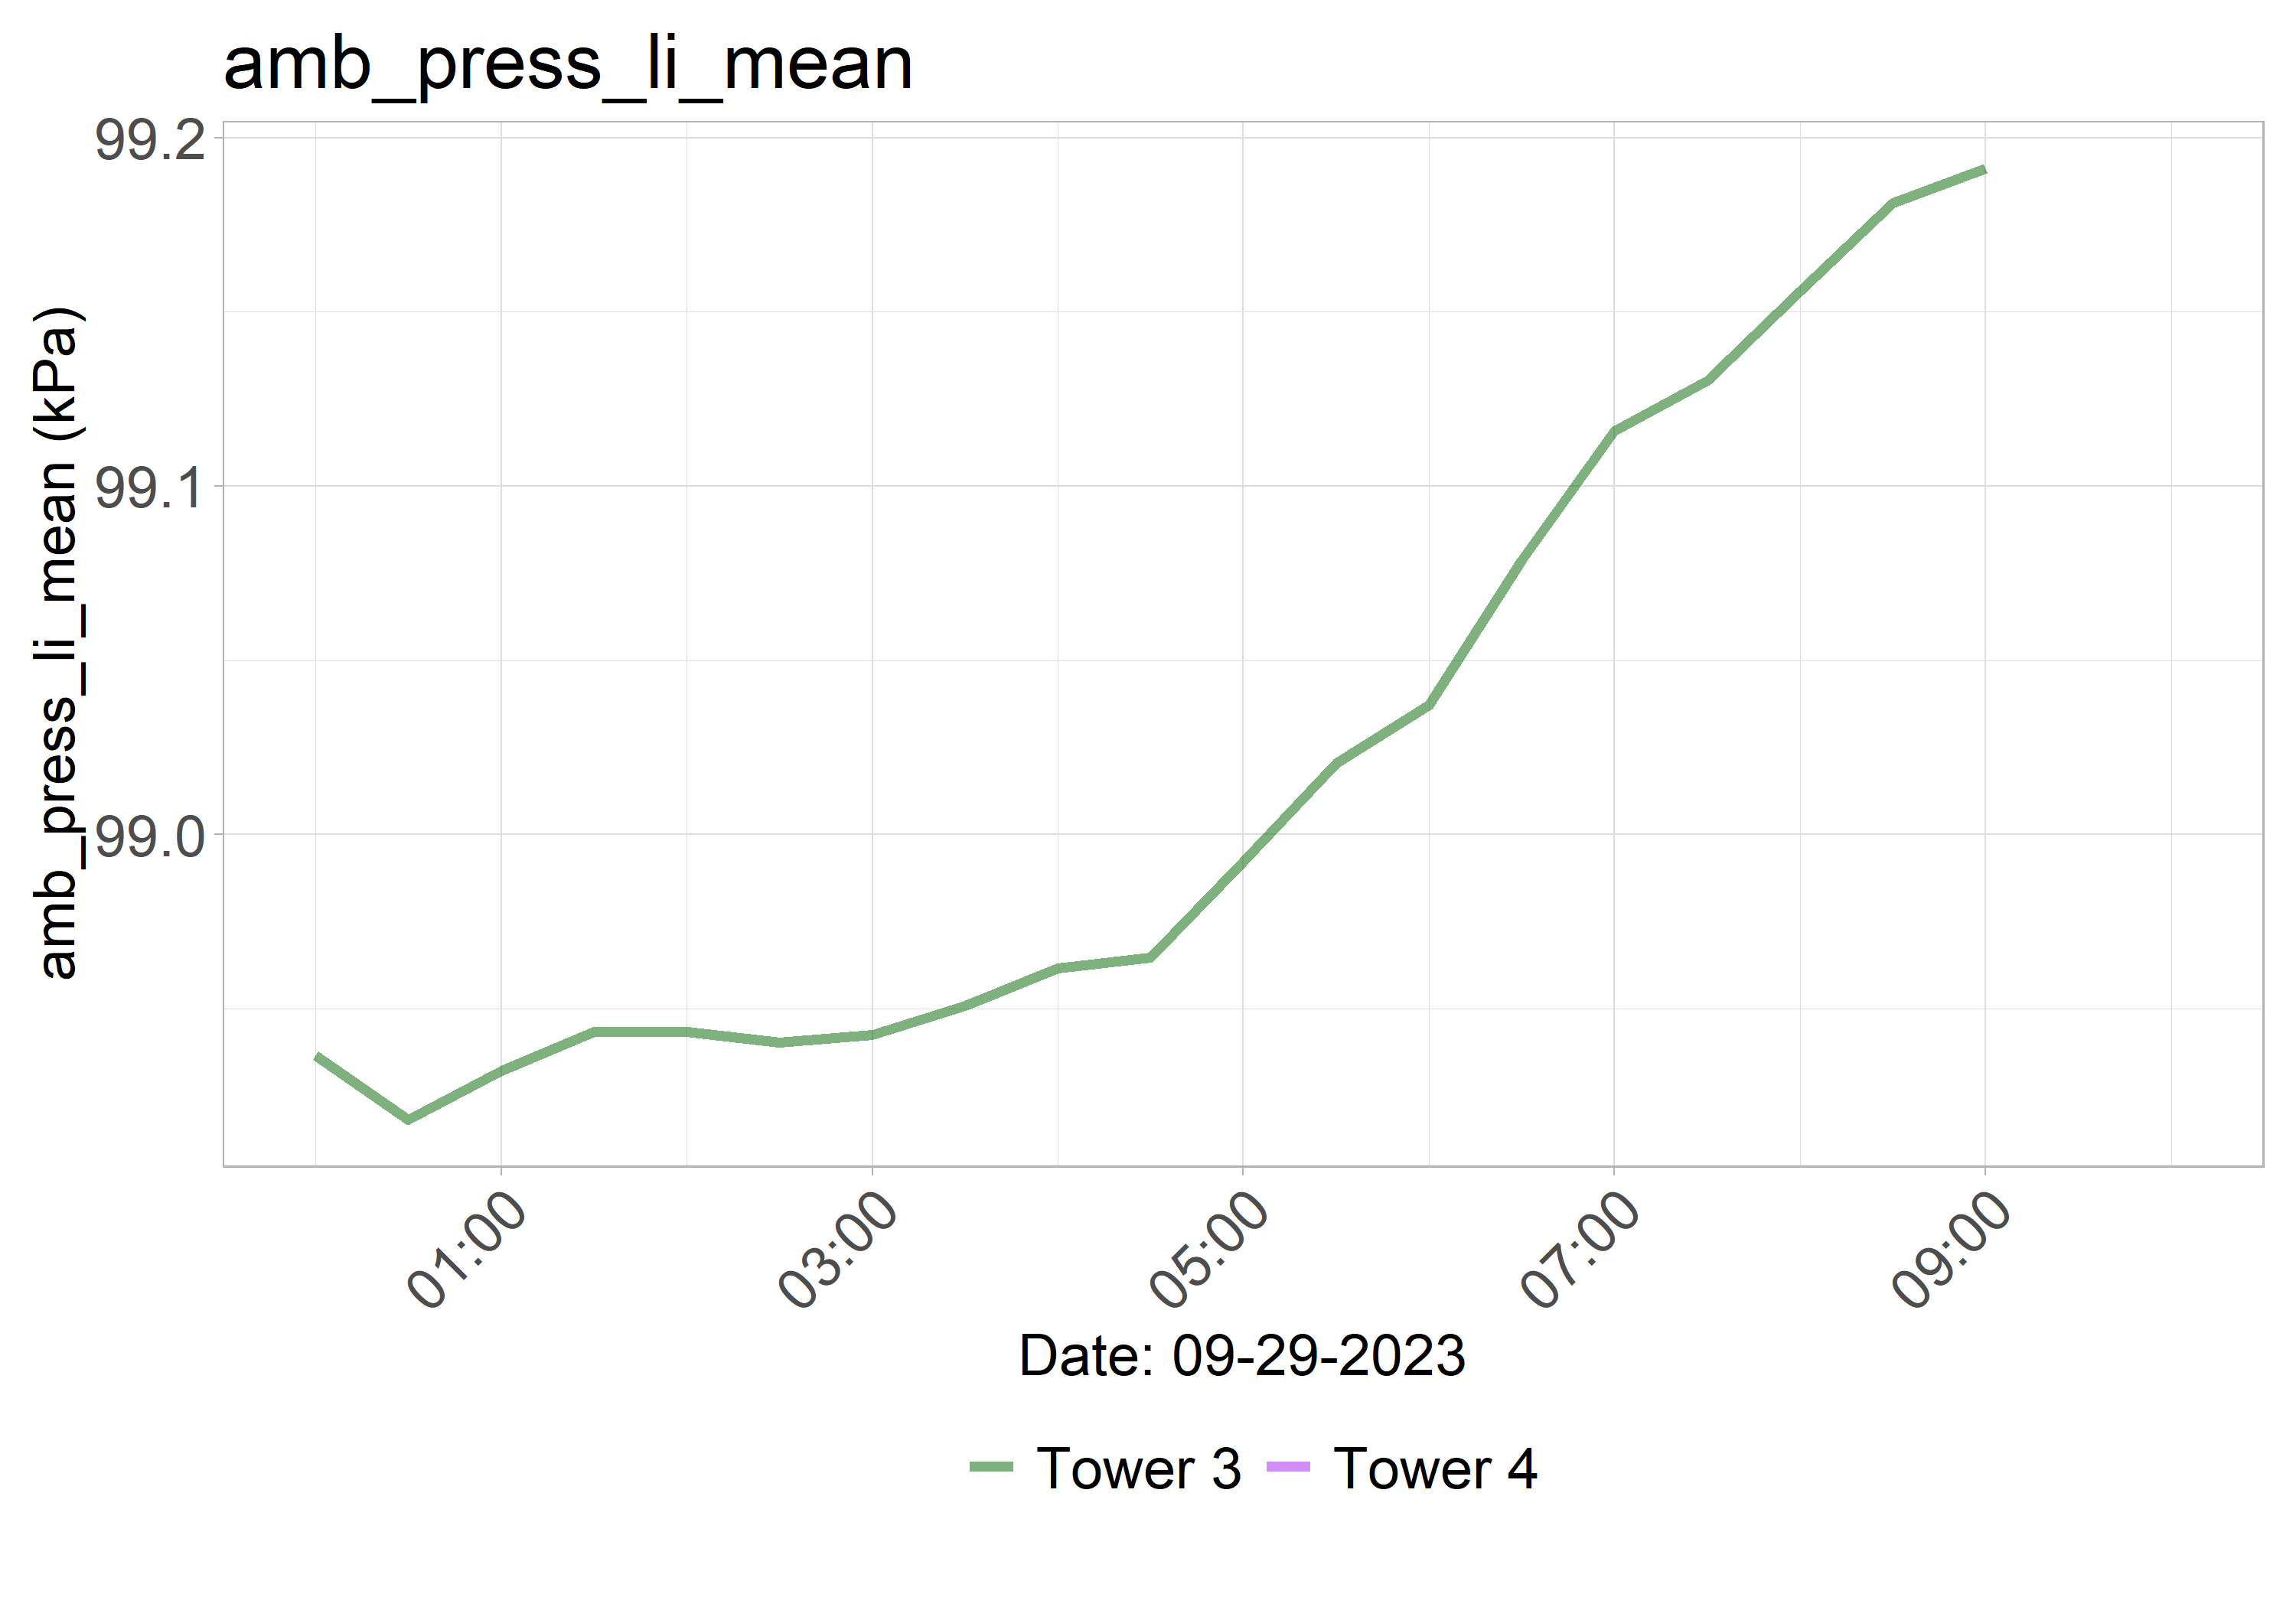 amb_press_li_mean
amb_press_li_mean (kPa)
99.2
99.1
99.0
01:00
03:00
05:00
07:00
09:00
Date: 09-29-2023
Tower 3 Tower 4